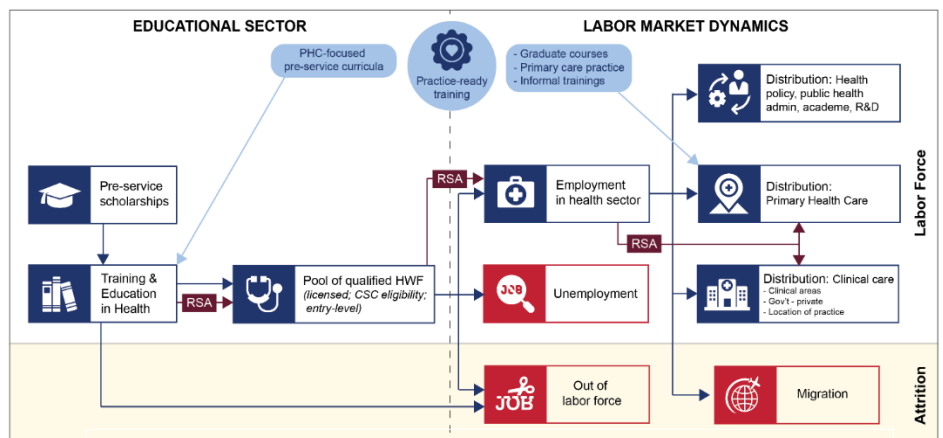 EDUCATIONAL SECTOR
LABOR MARKET DYNAMICS
PHC-focused
pre-service curricula
Practice-ready
training
- Graduate courses
- Primary care practice
- Informal trainings
Distribution: Health
policy, public health
admin, academe, R&D
Pre-service
scholarships
RSA
Employment
in health sector
Distribution:
Primary Health Care
Labor Force
RSA
Training &
Education
in Health
RSA
Pool of qualified HWF
(licensed; CSC eligibility;
entry-level)
JOB
Unemployment
Distribution: Clinical care
- Clinical areas
- Gov't - private
- Location of practice
JOB
Out of
labor force
Migration
Attrition